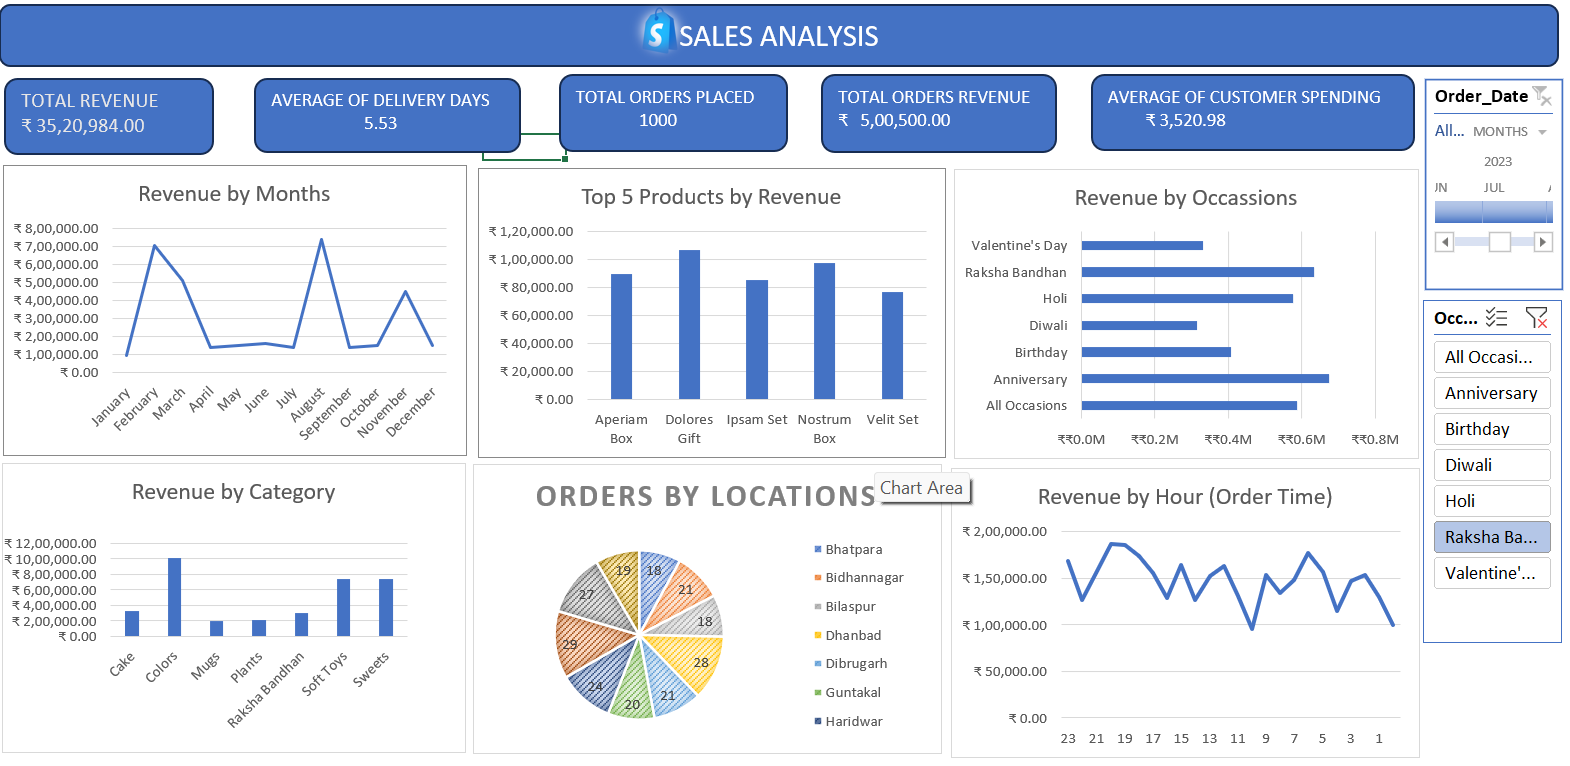 S SALES ANALYSIS
TOTAL REVENUE
₹ 35,20,984.00
AVERAGE OF DELIVERY DAYS
5.53
TOTAL ORDERS PLACED
1000
TOTAL ORDERS REVENUE
₹ 5,00,500.00
AVERAGE OF CUSTOMER SPENDING
₹ 3,520.98
Order_Date
All... MONTHS
2023
UN JUL
Revenue by Months
₹ 8,00,000.00
₹ 7,00,000.00
₹ 6,00,000.00
₹ 5,00,000.00
₹ 4,00,000.00
₹ 3,00,000.00
₹ 2,00,000.00
₹ 1,00,000.00
₹ 0.00
January
February
March
April
May
June
July
August
September
October
November
December
Top 5 Products by Revenue
₹ 1,20,000.00
₹ 1,00,000.00
₹ 80,000.00
₹ 60,000.00
₹ 40,000.00
₹ 20,000.00
₹ 0.00
Aperiam Box
Dolores Gift
Ipsam Set
Nostrum Box
Velit Set
Revenue by Occassions
Valentine's Day
Raksha Bandhan
Holi
Diwali
Birthday
Anniversary
All Occasions
₹₹0.0M ₹₹0.2M ₹₹0.4M ₹₹0.6M ₹₹0.8M
Occ...
All Occasi...
Anniversary
Birthday
Diwali
Holi
Raksha Ba...
Valentine'...
Revenue by Category
₹ 12,00,000.00
₹ 10,00,000.00
₹ 8,00,000.00
₹ 6,00,000.00
₹ 4,00,000.00
₹ 2,00,000.00
₹ 0.00
Cake
Colors
Mugs
Plants
Raksha Bandhan
Soft Toys
Sweets
ORDERS BY LOCATIONS
Chart Area
18
21
18
28
21
20
24
29
27
19
Bhatpara
Bidhannagar
Bilaspur
Dhanbad
Dibrugarh
Guntakal
Haridwar
Revenue by Hour (Order Time)
₹ 2,00,000.00
₹ 1,50,000.00
₹ 1,00,000.00
₹ 50,000.00
₹ 0.00
23 21 19 17 15 13 11 9 7 5 3 1